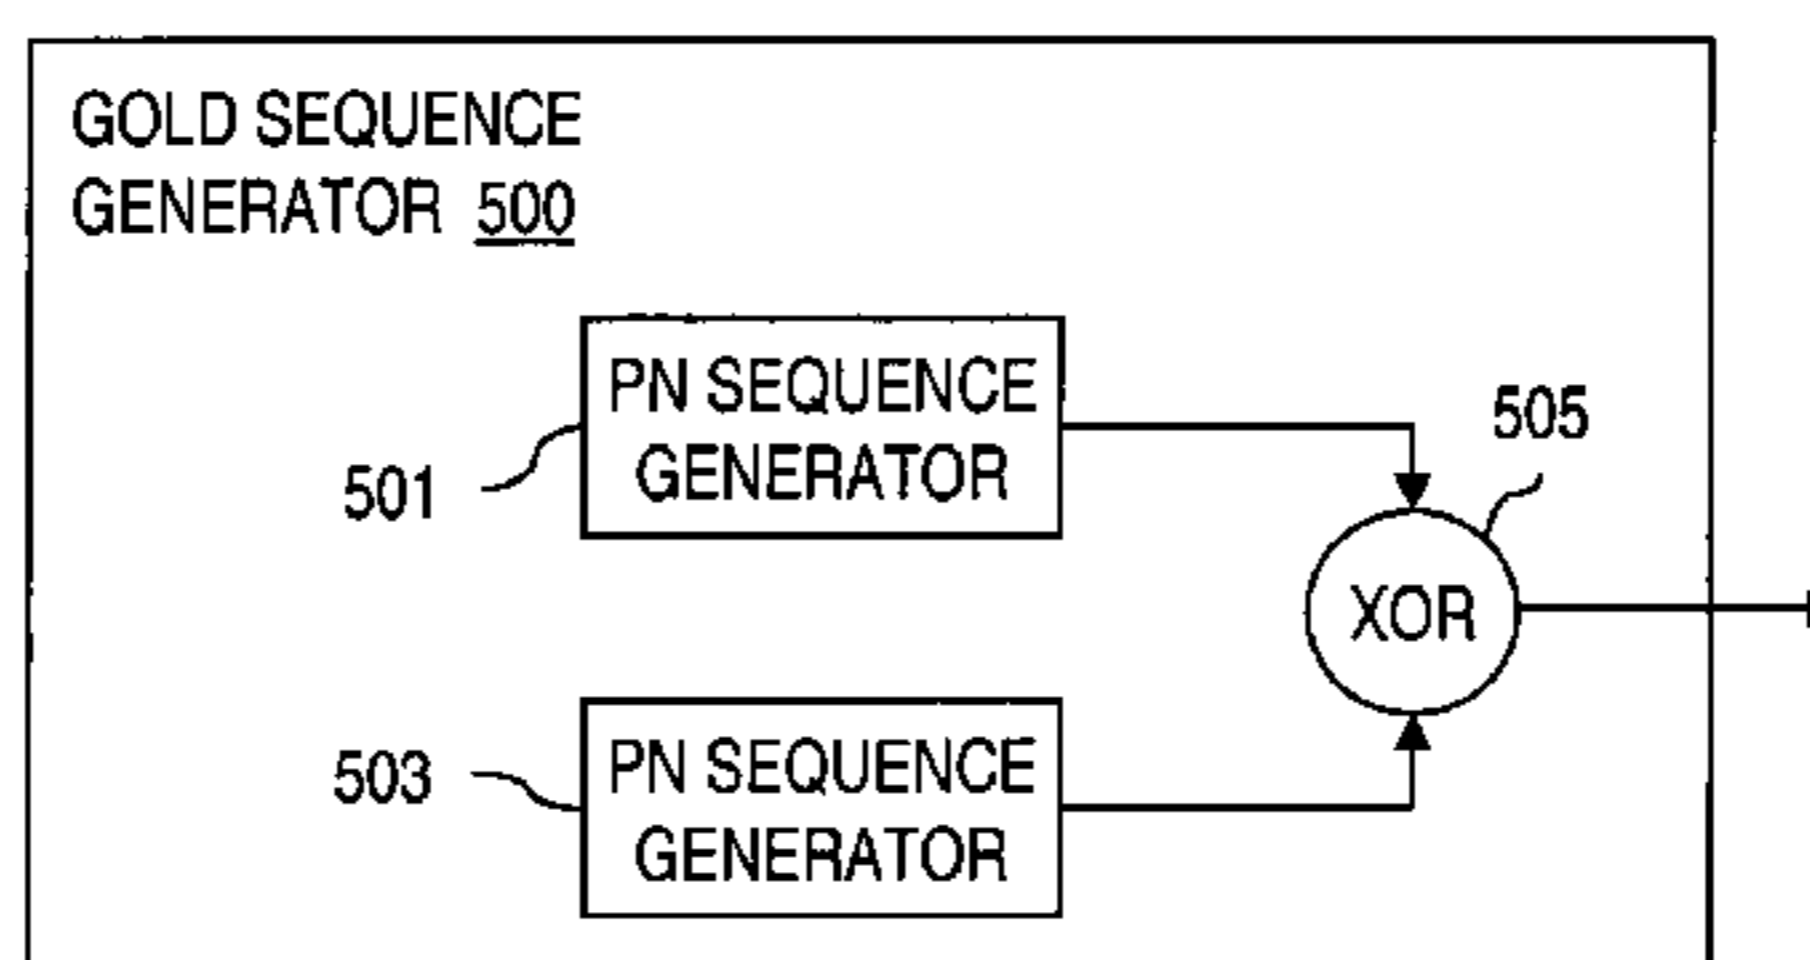 GOLD SEQUENCE
GENERATOR 500
PN SEQUENCE
GENERATOR
501
505
XOR
503
PN SEQUENCE
GENERATOR